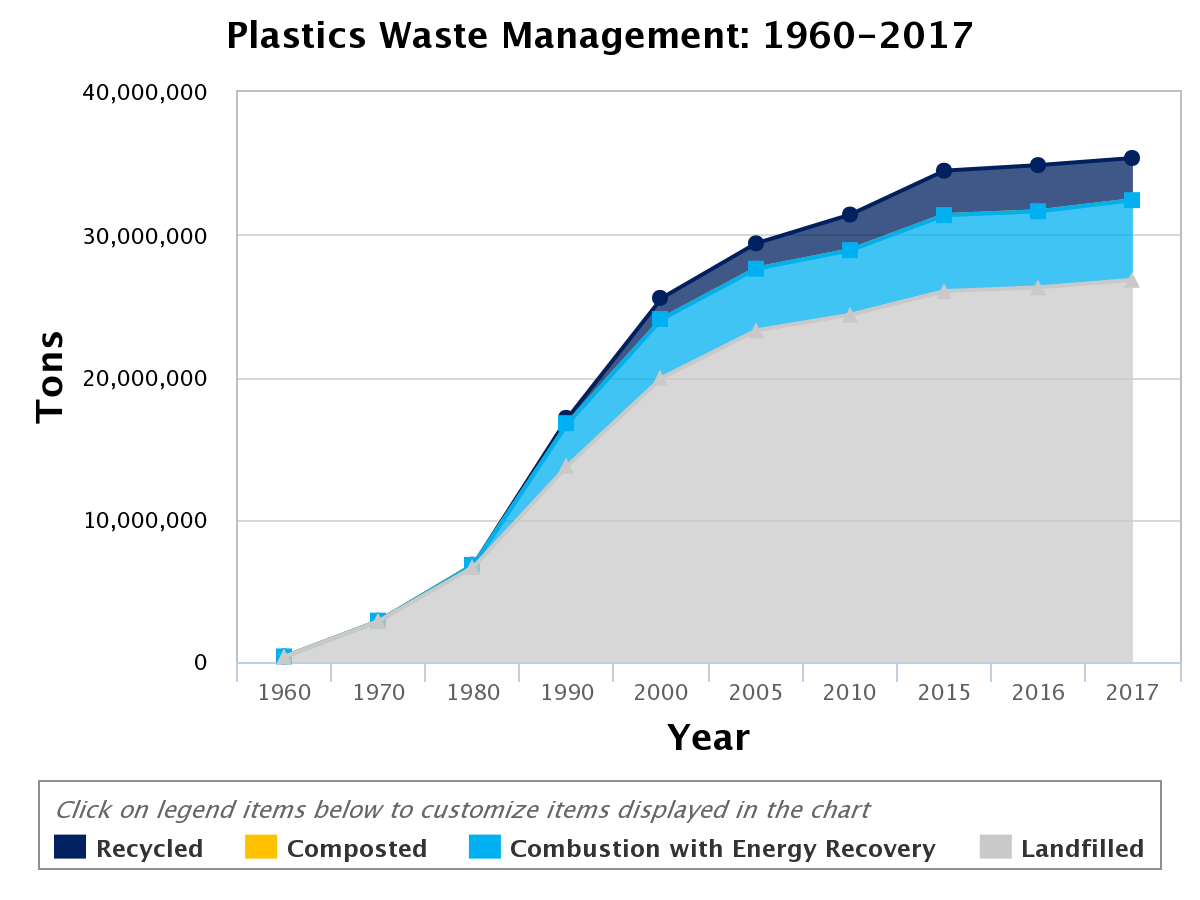 Plastics Waste Management: 1960-2017
40,000,000
30,000,000
20,000,000
10,000,000
0
Tons
1960 1970 1980 1990 2000 2005 2010 2015 2016 2017
Year
Click on legend items below to customize items displayed in the chart
Recycled Composted Combustion with Energy Recovery Landfilled